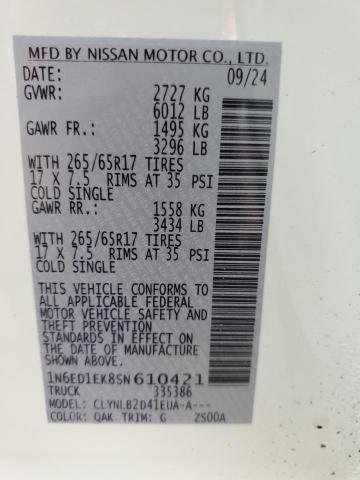 MFD BY NISSAN MOTOR CO., LTD.
DATE: 09/24
GVWR: 2727 KG
6012 LB
GAWR FR.: 1495 KG
3296 LB
WITH 265/65R17 TIRES
17 X 7.5 RIMS AT 35 PSI
COLD SINGLE
GAWR RR.: 1558 KG
3434 LB
WITH 265/65R17 TIRES
17 X 7.5 RIMS AT 35 PSI
COLD SINGLE
THIS VEHICLE CONFORMS TO
ALL APPLICABLE FEDERAL
MOTOR VEHICLE SAFETY AND
THEFT PREVENTION
STANDARDS IN EFFECT ON
THE DATE OF MANUFACTURE
SHOWN ABOVE.
1N6ED1EK8SN610421
TRUCK 335386
MODEL: CLYNLB2D41EUA-A---
COLOR: QAK TRIM: G 2S00A